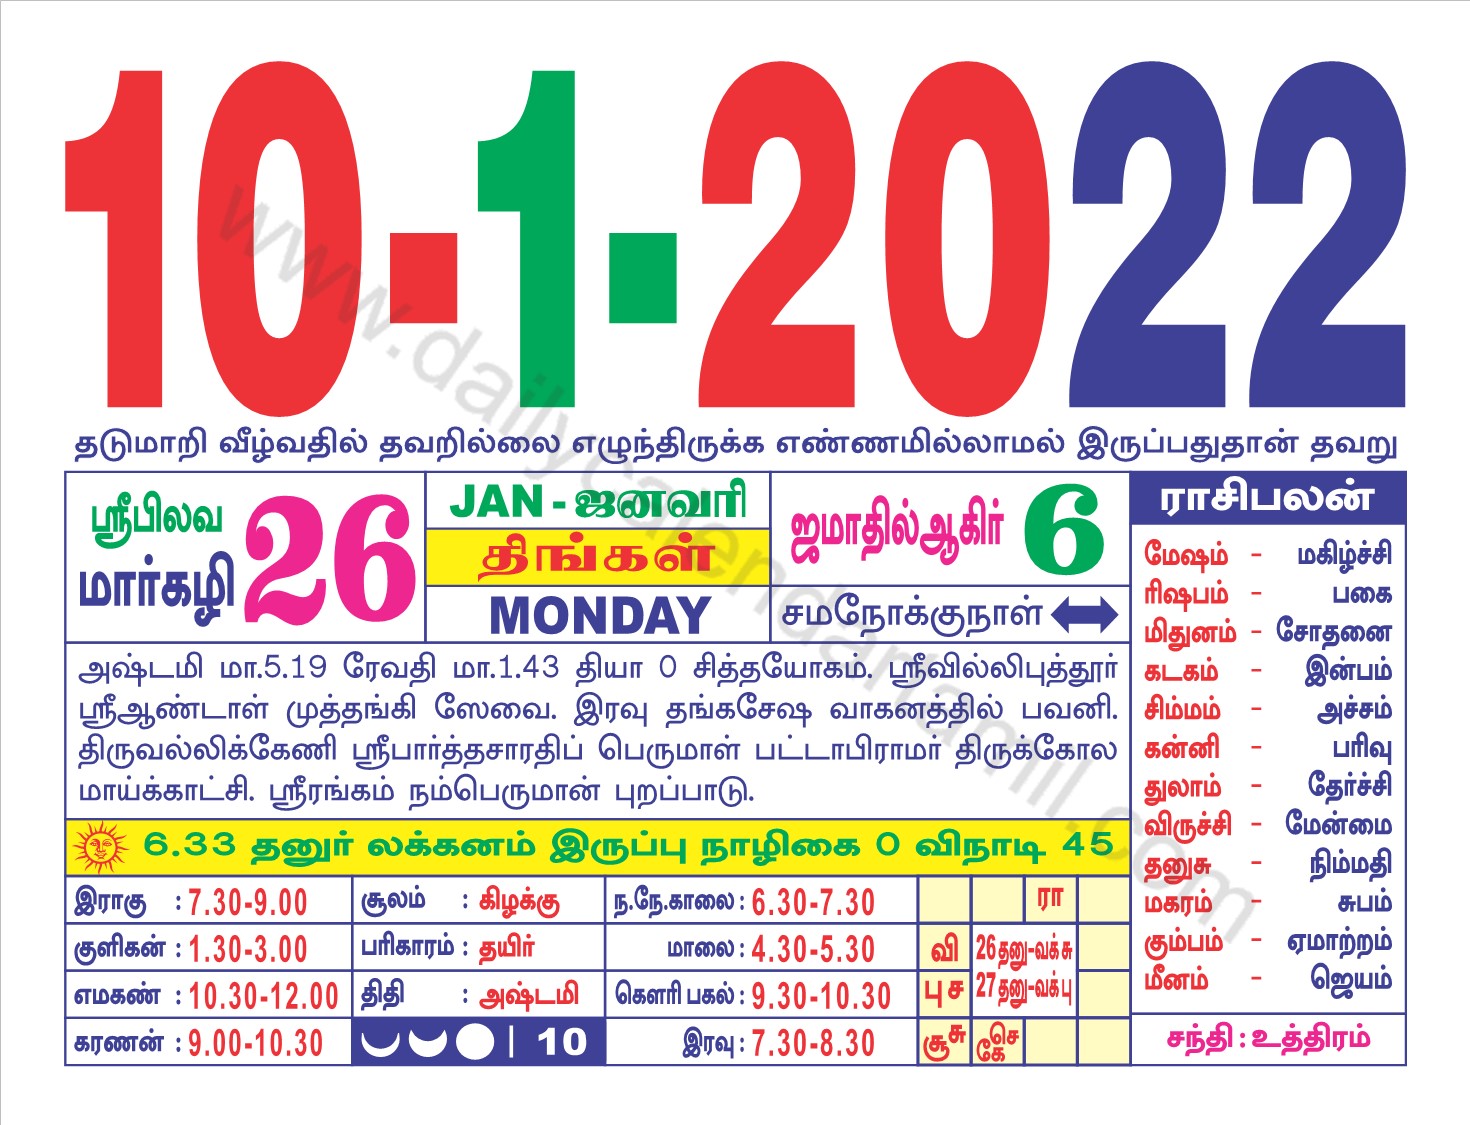 10-1-2022
தடுமாறி வீழ்வதில் தவறில்லை எழுந்திருக்க எண்ணமில்லாமல் இருப்பதுதான் தவறு
ஸ்ரீபிலவ
மார்கழி 26
JAN - ஜனவரி
திங்கள்
MONDAY
ஜமாதில்ஆகிர் 6
சமநோக்குநாள்
அஷ்டமி மா.5.19 ரேவதி மா.1.43 தியா 0 சித்தயோகம். ஸ்ரீவில்லிபுத்தூர்
ஸ்ரீஆண்டாள் முத்தங்கி ஸேவை. இரவு தங்கசேஷ வாகனத்தில் பவனி.
திருவல்லிக்கேணி ஸ்ரீபார்த்தசாரதிப் பெருமாள் பட்டாபிராமர் திருக்கோல
மாய்க்காட்சி. ஸ்ரீரங்கம் நம்பெருமான் புறப்பாடு.
6.33 தனுர் லக்கனம் இருப்பு நாழிகை 0 விநாடி 45
இராகு : 7.30-9.00
குளிகன் : 1.30-3.00
எமகண் : 10.30-12.00
கரணன் : 9.00-10.30
சூலம் : கிழக்கு
பரிகாரம் : தயிர்
திதி : அஷ்டமி
| 10
ந.நே.காலை : 6.30-7.30
மாலை : 4.30-5.30
கௌரி பகல் : 9.30-10.30
இரவு : 7.30-8.30
ரா
வி
26 தனு-வக்சு
பு ச
27 தனு-வக்பு
சூ சு
செ
கே
ராசிபலன்
மேஷம் - மகிழ்ச்சி
ரிஷபம் - பகை
மிதுனம் - சோதனை
கடகம் - இன்பம்
சிம்மம் - அச்சம்
கன்னி - பரிவு
துலாம் - தேர்ச்சி
விருச்சி - மேன்மை
தனுசு - நிம்மதி
மகரம் - சுபம்
கும்பம் - ஏமாற்றம்
மீனம் - ஜெயம்
சந்தி : உத்திரம்
www.dailycalendartamil.com